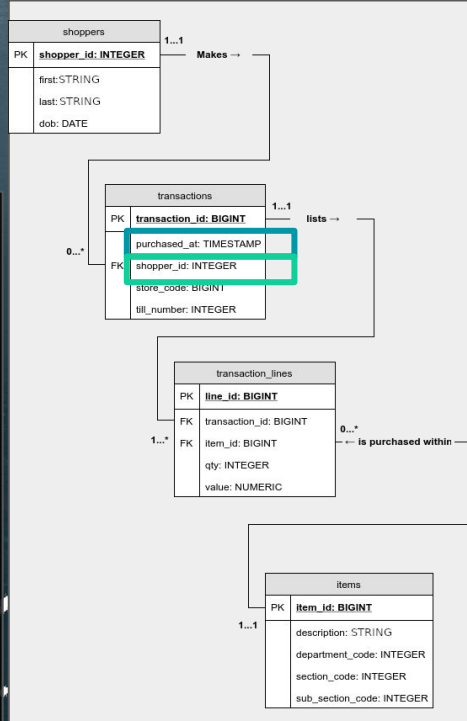 shoppers
1...1
PK shopper_id: INTEGER
Makes →
first:STRING
last: STRING
dob: DATE
transactions
1...1
PK transaction_id: BIGINT
lists →
purchased_at: TIMESTAMP
0...*
FK shopper_id: INTEGER
store_code: BIGINT
till_number: INTEGER
transaction_lines
PK line_id: BIGINT
FK transaction_id: BIGINT
0...*
1...*
FK item_id: BIGINT
← is purchased within
qty: INTEGER
value: NUMERIC
items
PK item_id: BIGINT
1...1
description: STRING
department_code: INTEGER
section_code: INTEGER
sub_section_code: INTEGER